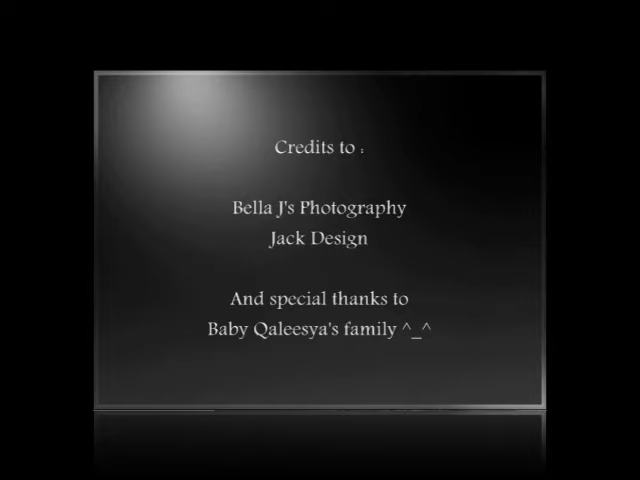 Credits to :
Bella J's Photography
Jack Design
And special thanks to
Baby Qaleesya's family ^_^